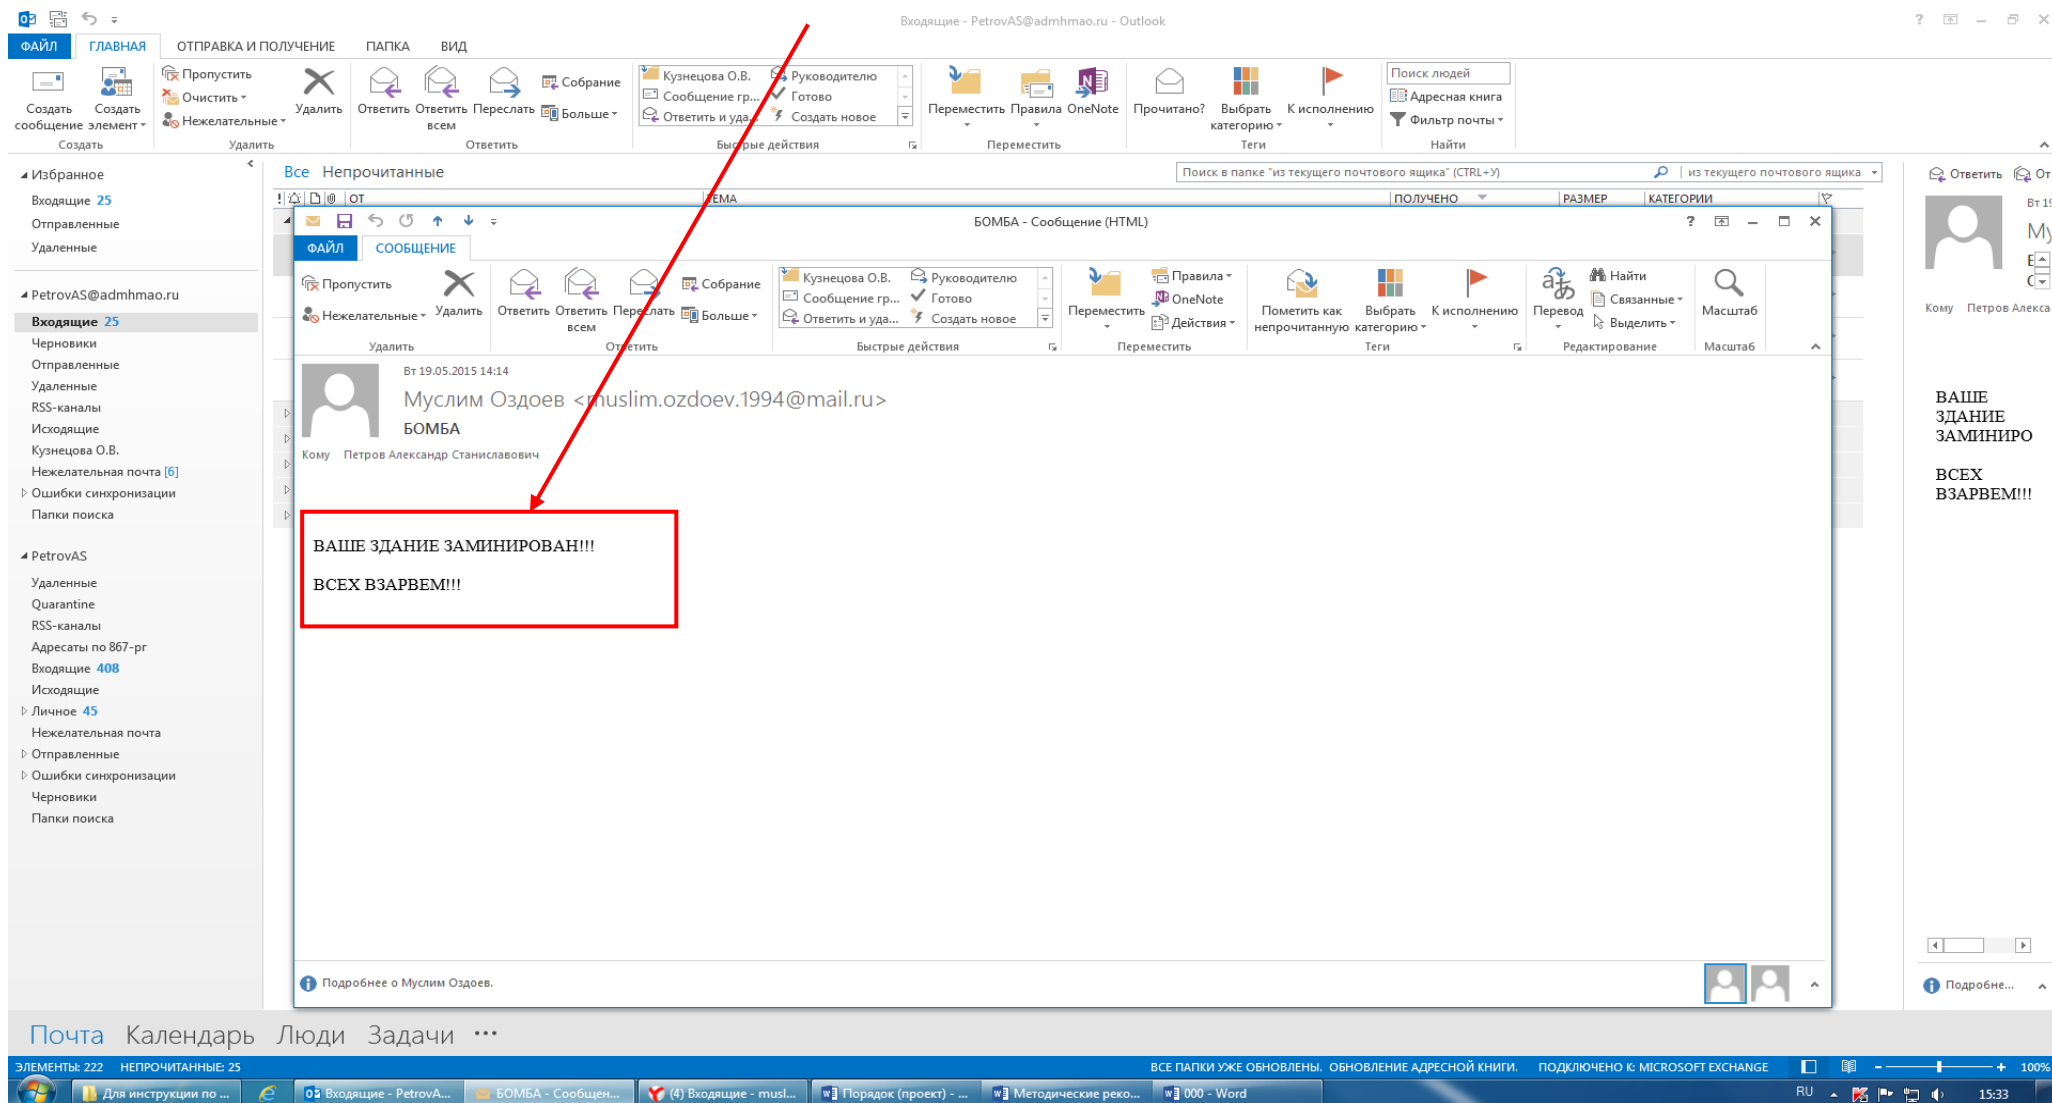 Входящие - PetrovAS@admhmao.ru - Outlook
ФАЙЛ ГЛАВНАЯ ОТПРАВКА И ПОЛУЧЕНИЕ ПАПКА ВИД
Создать сообщение
Создать элемент
Создать
Пропустить
Очистить
Нежелательные
Удалить
Удалить
Ответить
Ответить всем
Переслать
Собрание
Больше
Ответить
Кузнецова О.В.
Сообщение гр...
Ответить и уда...
Руководителю
Готово
Создать новое
Быстрые действия
Переместить
Правила
OneNote
Переместить
Прочитано?
Выбрать категорию
К исполнению
Теги
Поиск людей
Адресная книга
Фильтр почты
Найти
Избранное
Входящие 25
Отправленные
Удаленные
PetrovAS@admhmao.ru
Входящие 25
Черновики
Отправленные
Удаленные
RSS-каналы
Исходящие
Кузнецова О.В.
Нежелательная почта [6]
Ошибки синхронизации
Папки поиска
PetrovAS
Удаленные
Quarantine
RSS-каналы
Адресаты по 867-рг
Входящие 408
Исходящие
Личное 45
Нежелательная почта
Отправленные
Ошибки синхронизации
Черновики
Папки поиска
Все Непрочитанные
Поиск в папке "из текущего почтового ящика" (CTRL+У)
из текущего почтового ящика
ОТ ТЕМА ПОЛУЧЕНО РАЗМЕР КАТЕГОРИИ
БОМБА - Сообщение (HTML)
ФАЙЛ СООБЩЕНИЕ
Пропустить
Нежелательные
Удалить
Удалить
Ответить
Ответить всем
Переслать
Собрание
Больше
Ответить
Кузнецова О.В.
Сообщение гр...
Ответить и уда...
Руководителю
Готово
Создать новое
Быстрые действия
Переместить
Правила
OneNote
Действия
Переместить
Пометить как непрочитанную
Выбрать категорию
К исполнению
Теги
Перевод
Найти
Связанные
Выделить
Редактирование
Масштаб
Масштаб
Вт 19.05.2015 14:14
Муслим Оздоев <muslim.ozdoev.1994@mail.ru>
БОМБА
Кому Петров Александр Станиславович
ВАШЕ ЗДАНИЕ ЗАМИНИРОВАН!!!
ВСЕХ ВЗАРВЕМ!!!
Подробнее о Муслим Оздоев.
Ответить От
Вт 19
Му
Кому Петров Алекса
ВАШЕ
ЗДАНИЕ
ЗАМИНИРО
ВСЕХ
ВЗАРВЕМ!!!
Подробне...
Почта Календарь Люди Задачи
ЭЛЕМЕНТЫ: 222 НЕПРОЧИТАННЫЕ: 25
ВСЕ ПАПКИ УЖЕ ОБНОВЛЕНЫ. ОБНОВЛЕНИЕ АДРЕСНОЙ КНИГИ. ПОДКЛЮЧЕНО К: MICROSOFT EXCHANGE
100%
Для инструкции по ...
Входящие - PetrovA...
БОМБА - Сообщен...
(4) Входящие - musl...
Порядок (проект) - ...
Методические реко...
000 - Word
RU
15:33